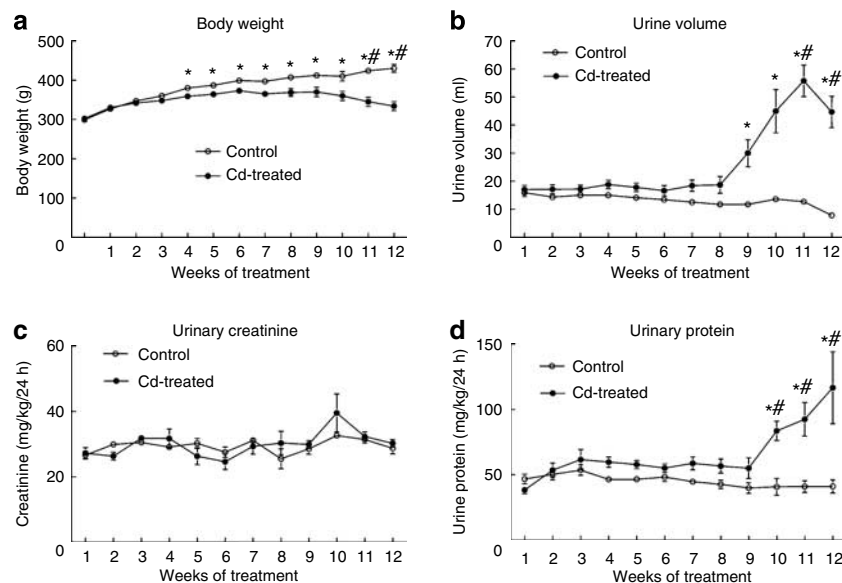 a
Body weight
500
400
300
200
100
0
Body weight (g)
* * * * * * * *# *#
Control
Cd-treated
1 2 3 4 5 6 7 8 9 10 11 12
Weeks of treatment
b
Urine volume
70
60
50
40
30
20
10
0
Urine volume (ml)
Control
Cd-treated
* * *# *#
1 2 3 4 5 6 7 8 9 10 11 12
Weeks of treatment
c
Urinary creatinine
60
40
20
0
Creatinine (mg/kg/24 h)
Control
Cd-treated
1 2 3 4 5 6 7 8 9 10 11 12
Weeks of treatment
d
Urinary protein
150
100
50
0
Urine protein (mg/kg/24 h)
Control
Cd-treated
*# *# *#
1 2 3 4 5 6 7 8 9 10 11 12
Weeks of treatment